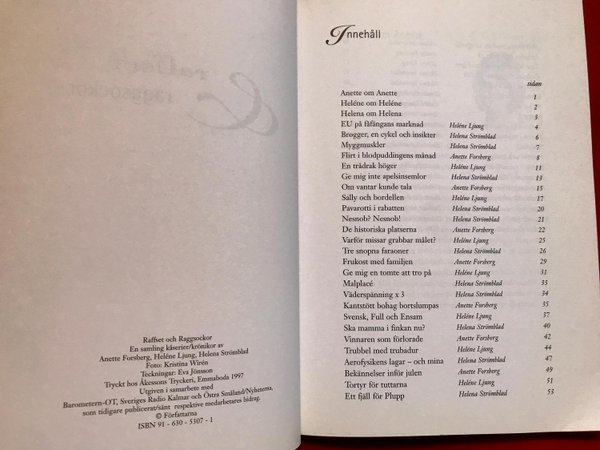 Raffset och Raggsockor
En samling kåserier/krönikor av
Anette Forsberg, Heléne Ljung, Helena Strömblad
Foto: Kristina Wirén
Teckningar: Eva Jönsson
Tryckt hos Åkessons Tryckeri, Emmaboda 1997
Utgiven i samarbete med
Barometern-OT, Sveriges Radio Kalmar och Östra Småland/Nyheterna,
som tidigare publicerat/sänt respektive medarbetares bidrag.
© Författarna
ISBN 91 - 630 - 5307 - 1
Innehåll
sidan
Anette om Anette 1
Heléne om Heléne 2
Helena om Helena 3
EU på fåfängans marknad Heléne Ljung 4
Brøgger, en cykel och insikter Helena Strömblad 6
Myggmuskler Helena Strömblad 7
Flirt i blodpuddingens månad Anette Forsberg 8
En trädrak höger Heléne Ljung 11
Ge mig inte apelsinsemlor Helena Strömblad 13
Om vantar kunde tala Anette Forsberg 15
Sally och bordellen Heléne Ljung 17
Pavarotti i rabatten Helena Strömblad 20
Nesnob? Nesnob! Helena Strömblad 21
De historiska platserna Anette Forsberg 22
Varför missar grabbar målet? Heléne Ljung 25
Tre snopna faraoner Helena Strömblad 26
Frukost med familjen Anette Forsberg 29
Ge mig en tomte att tro på Heléne Ljung 31
Malplacé Helena Strömblad 33
Väderspänning x 3 Helena Strömblad 34
Kantstött bohag bortslumpas Anette Forsberg 35
Svensk, Full och Ensam Heléne Ljung 37
Ska mamma i finkan nu? Helena Strömblad 40
Vinnaren som förlorade Anette Forsberg 42
Trubbel med trubadur Heléne Ljung 44
Aerofysikens lagar – och mina Helena Strömblad 47
Bekännelser inför julen Anette Forsberg 49
Tortyr för tuttarna Heléne Ljung 51
Ett fjäll för Plupp Helena Strömblad 53